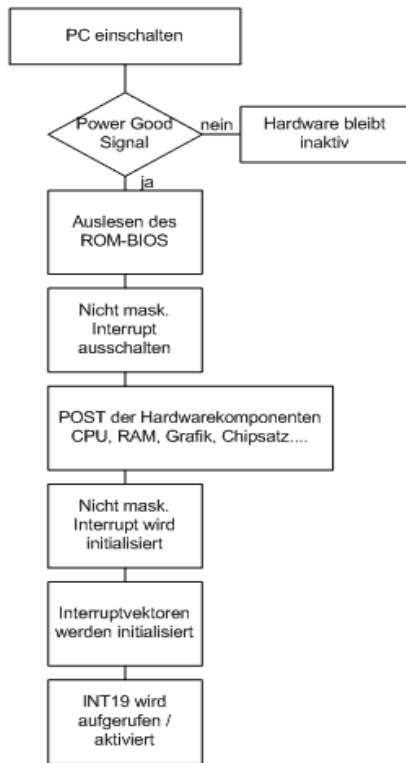 PC einschalten
Power Good
Signal
nein
Hardware bleibt
inaktiv
ja
Auslesen des
ROM-BIOS
Nicht mask.
Interrupt
ausschalten
POST der Hardwarekomponenten
CPU, RAM, Grafik, Chipsatz....
Nicht mask.
Interrupt wird
initialisiert
Interruptvektoren
werden initialisiert
INT19 wird
aufgerufen /
aktiviert